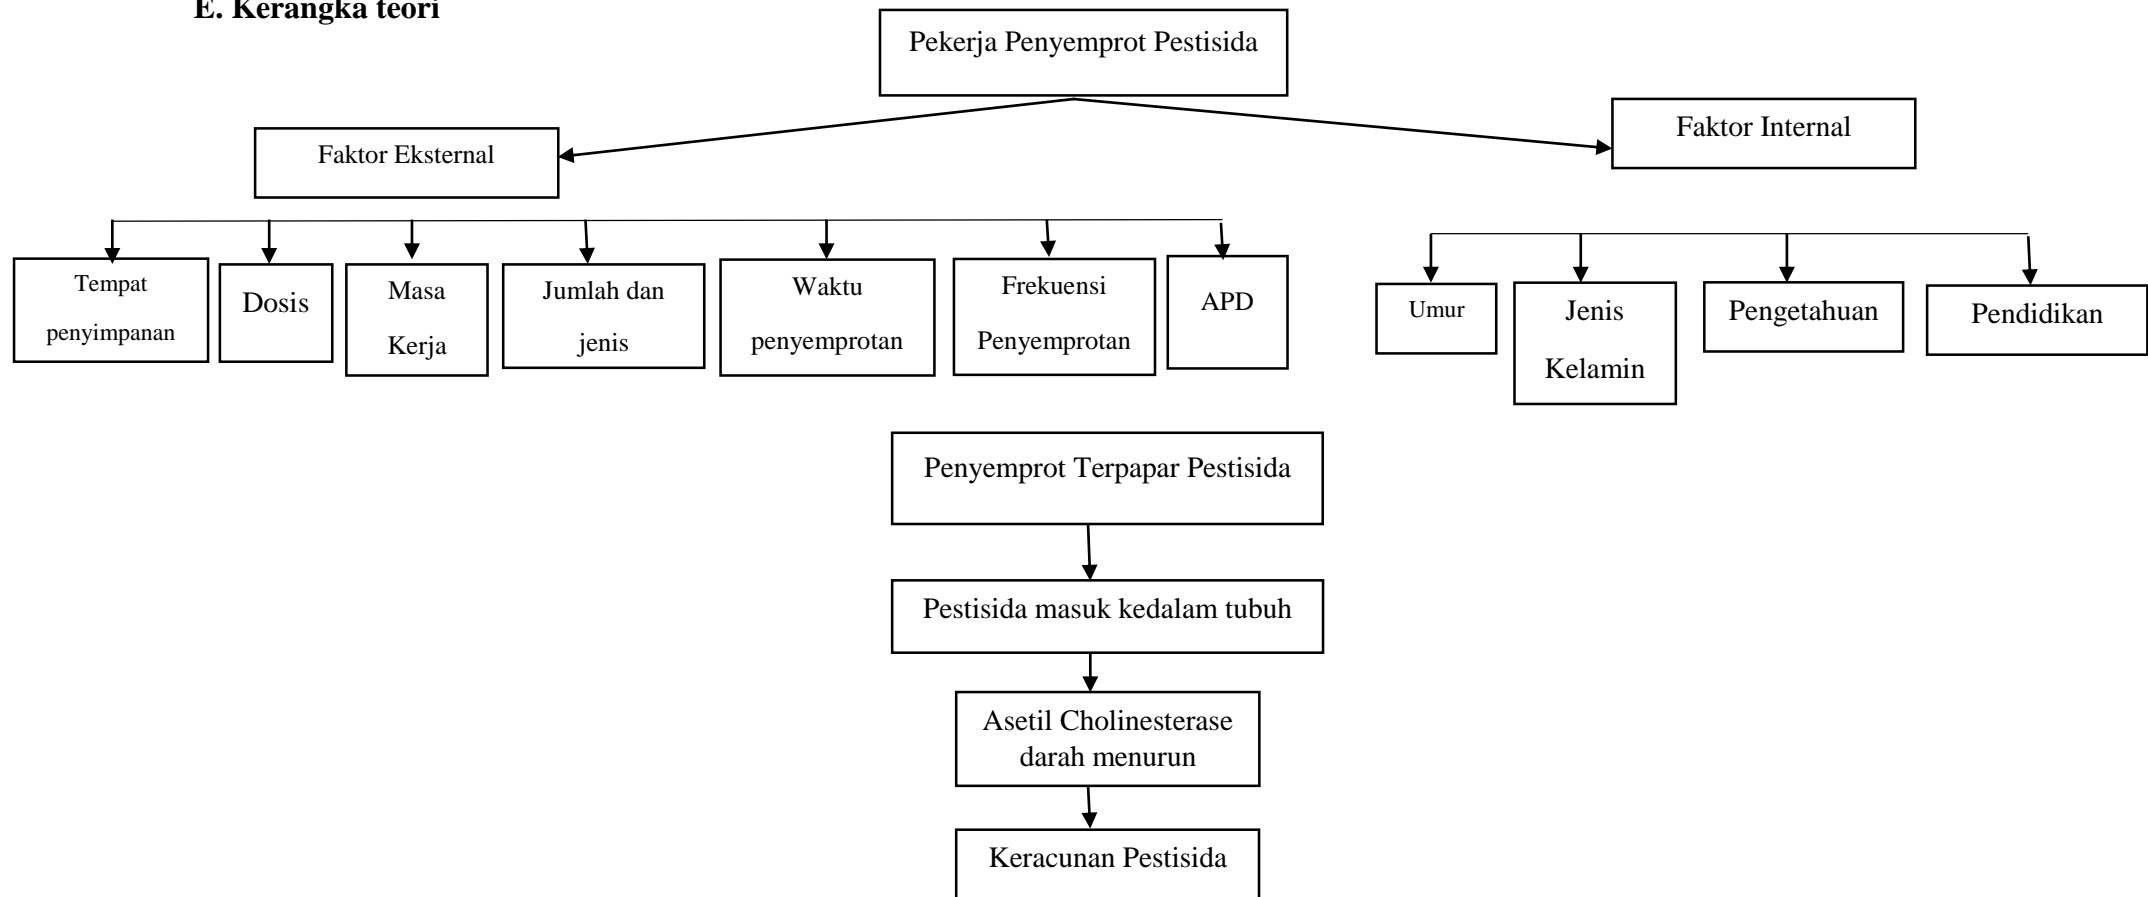 E. Kerangka teori
Pekerja Penyemprot Pestisida
Faktor Eksternal
Faktor Internal
Tempat
penyimpanan
Dosis
Masa
Kerja
Jumlah dan
jenis
Waktu
penyemprotan
Frekuensi
Penyemprotan
APD
Umur
Jenis
Kelamin
Pengetahuan
Pendidikan
Penyemprot Terpapar Pestisida
Pestisida masuk kedalam tubuh
Asetil Cholinesterase
darah menurun
Keracunan Pestisida